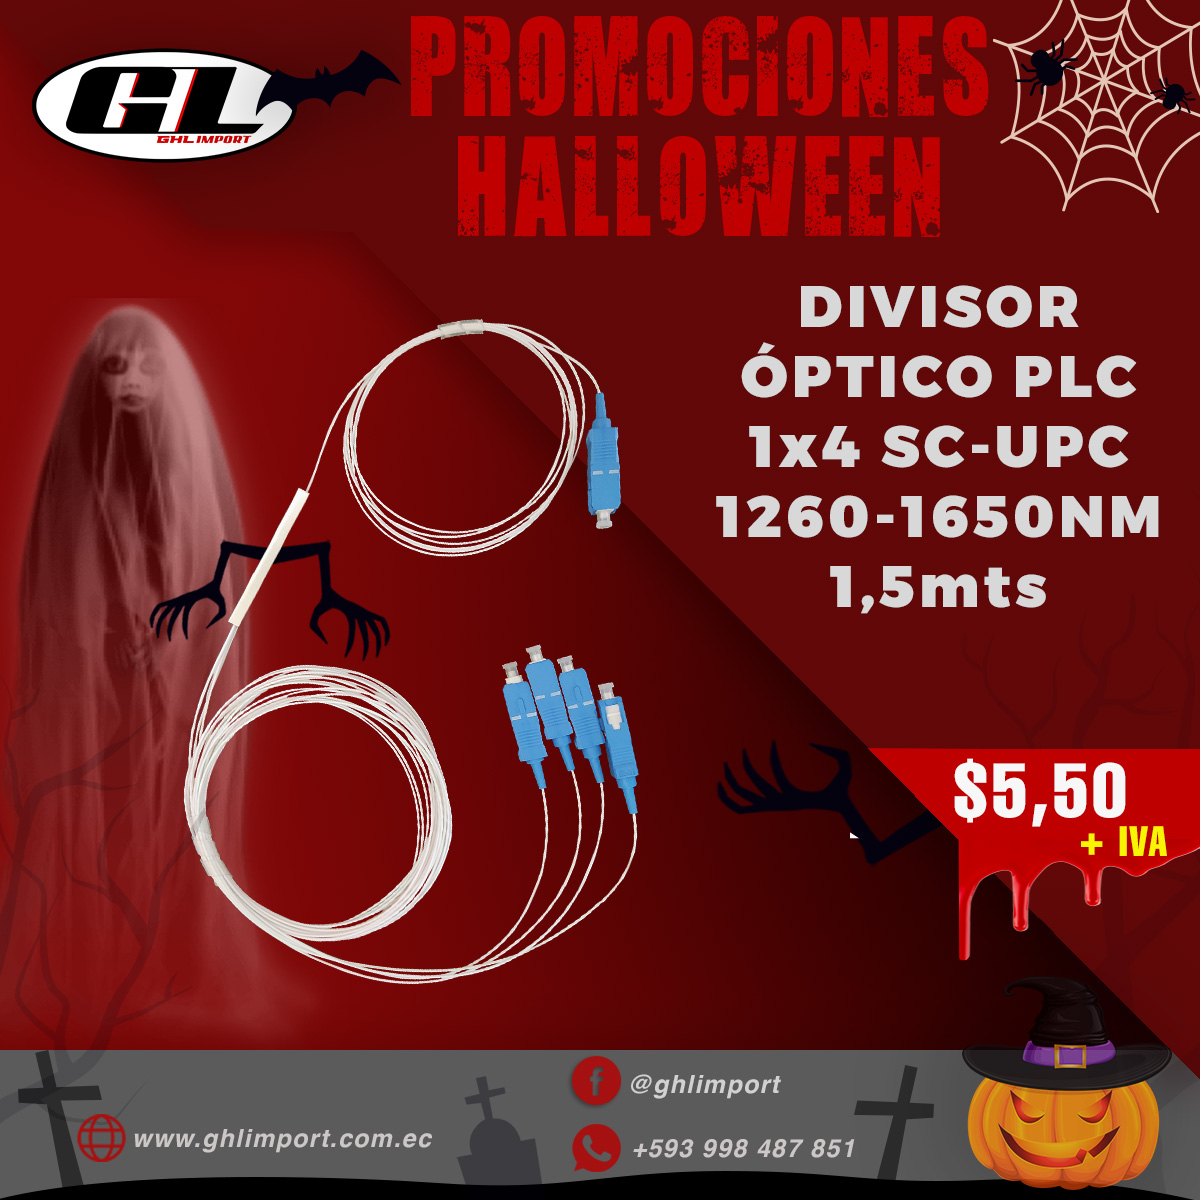 GHL
GHL IMPORT
PROMOCiONES
HALLOWEEN
DIVISOR
ÓPTICO PLC
1x4 SC-UPC
1260-1650NM
1,5mts
$5,50
+ IVA
@ghlimport
www.ghlimport.com.ec
+593 998 487 851